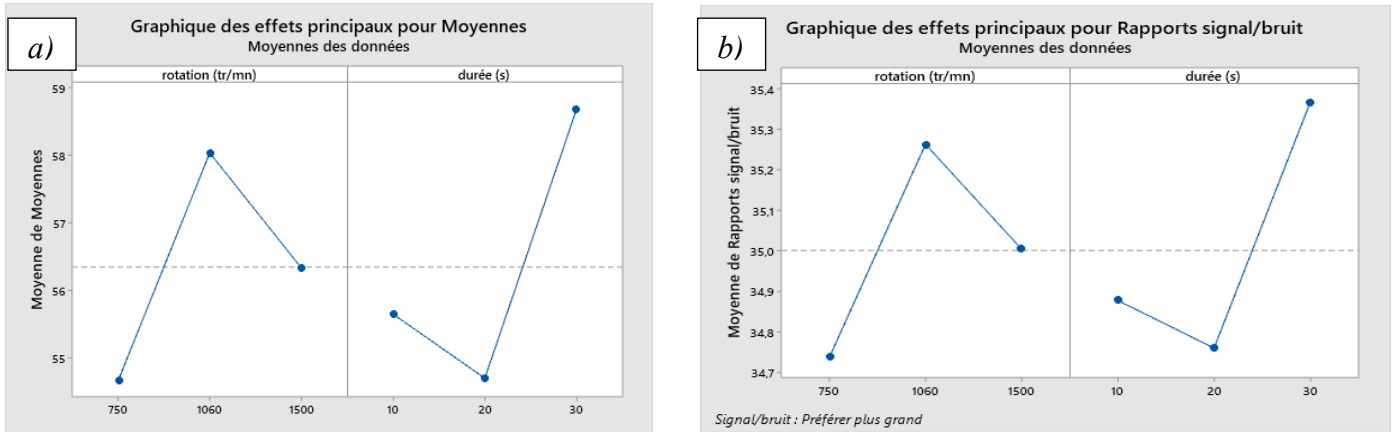 a)
Graphique des effets principaux pour Moyennes
Moyennes des données
rotation (tr/mn)
durée (s)
Moyenne de Moyennes
59
58
57
56
55
750
1060
1500
10
20
30
b)
Graphique des effets principaux pour Rapports signal/bruit
Moyennes des données
rotation (tr/mn)
durée (s)
Moyenne de Rapports signal/bruit
35,4
35,3
35,2
35,1
35,0
34,9
34,8
34,7
750
1060
1500
10
20
30
Signal/bruit : Préférer plus grand